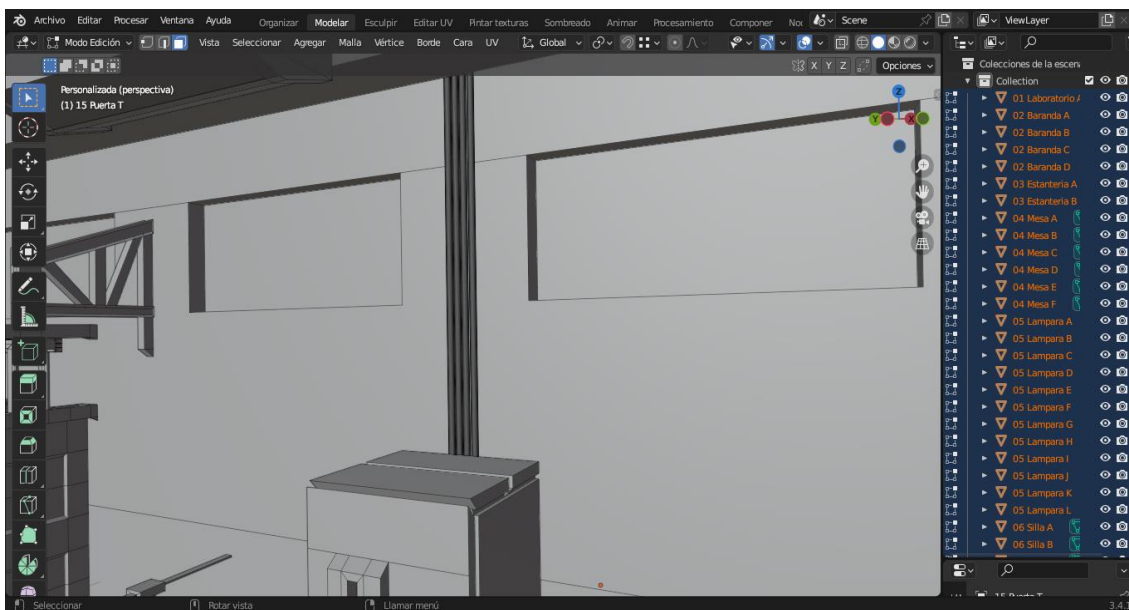 Archivo Editar Procesar Ventana Ayuda Organizar Modelar Esculpir Editar UV Pintar texturas Sombreado Animar Procesamiento Componer Scene ViewLayer
Modo Edición Vista Seleccionar Agregar Malla Vértice Borde Cara UV Global
X Y Z Opciones
Personalizada (perspectiva)
(1) 15 Puerta T
Z
Y
X
Colecciones de la escen
Collection
01 Laboratorio
02 Baranda A
02 Baranda B
02 Baranda C
02 Baranda D
03 Estanteria A
03 Estanteria B
04 Mesa A
04 Mesa B
04 Mesa C
04 Mesa D
04 Mesa E
04 Mesa F
05 Lampara A
05 Lampara B
05 Lampara C
05 Lampara D
05 Lampara E
05 Lampara F
05 Lampara G
05 Lampara H
05 Lampara I
05 Lampara J
05 Lampara K
05 Lampara L
06 Silla A
06 Silla B
Seleccionar Rotar vista Llamar menú